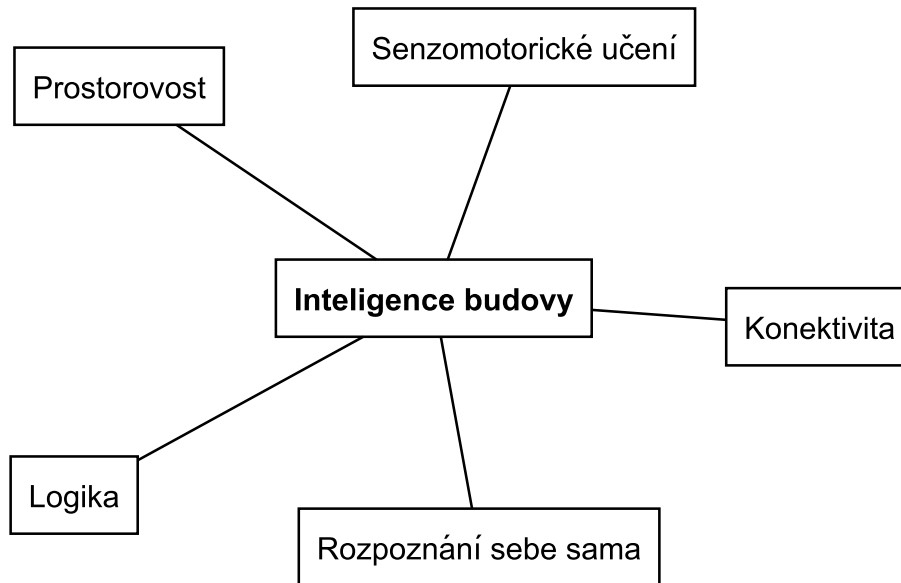 Senzomotorické učení
Prostorovost
Inteligence budovy
Konektivita
Logika
Rozpoznání sebe sama